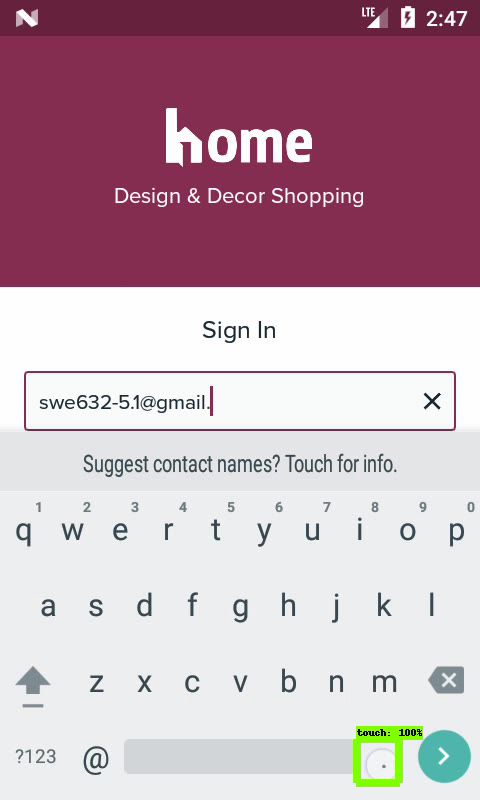 LTE 2:47
home
Design & Decor Shopping
Sign In
swe632-5.1@gmail.
Suggest contact names? Touch for info.
1 2 3 4 5 6 7 8 9 0
q w e r t y u i o p
a s d f g h j k l
z x c v b n m
touch: 100%
?123 @ .